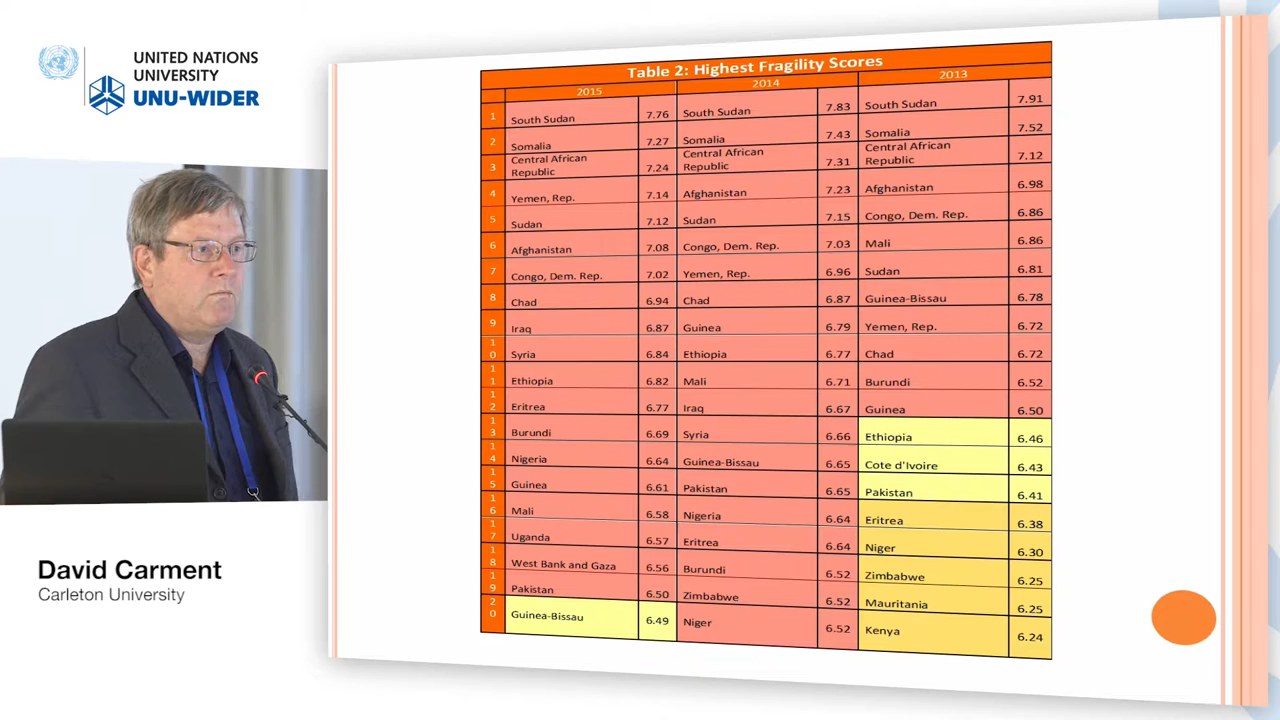 UNITED NATIONS
UNIVERSITY
UNU-WIDER
David Carment
Carleton University
Table 2: Highest Fragility Scores
2015 2014 2013
1 South Sudan 7.76 South Sudan 7.83 South Sudan 7.91
2 Somalia 7.27 Somalia 7.43 Somalia 7.52
3 Central African Republic 7.24 Central African Republic 7.31 Central African Republic 7.12
4 Yemen, Rep. 7.14 Afghanistan 7.23 Afghanistan 6.98
5 Sudan 7.12 Sudan 7.15 Congo, Dem. Rep. 6.86
6 Afghanistan 7.08 Congo, Dem. Rep. 7.03 Mali 6.86
7 Congo, Dem. Rep. 7.02 Yemen, Rep. 6.96 Sudan 6.81
8 Chad 6.94 Chad 6.87 Guinea-Bissau 6.78
9 Iraq 6.87 Guinea 6.79 Yemen, Rep. 6.72
10 Syria 6.84 Ethiopia 6.77 Chad 6.72
11 Ethiopia 6.82 Mali 6.71 Burundi 6.52
12 Eritrea 6.77 Iraq 6.67 Guinea 6.50
13 Burundi 6.69 Syria 6.66 Ethiopia 6.46
14 Nigeria 6.64 Guinea-Bissau 6.65 Cote d'Ivoire 6.43
15 Guinea 6.61 Pakistan 6.65 Pakistan 6.41
16 Mali 6.58 Nigeria 6.64 Eritrea 6.38
17 Uganda 6.57 Eritrea 6.64 Niger 6.30
18 West Bank and Gaza 6.56 Burundi 6.52 Zimbabwe 6.25
19 Pakistan 6.50 Zimbabwe 6.52 Mauritania 6.25
20 Guinea-Bissau 6.49 Niger 6.52 Kenya 6.24